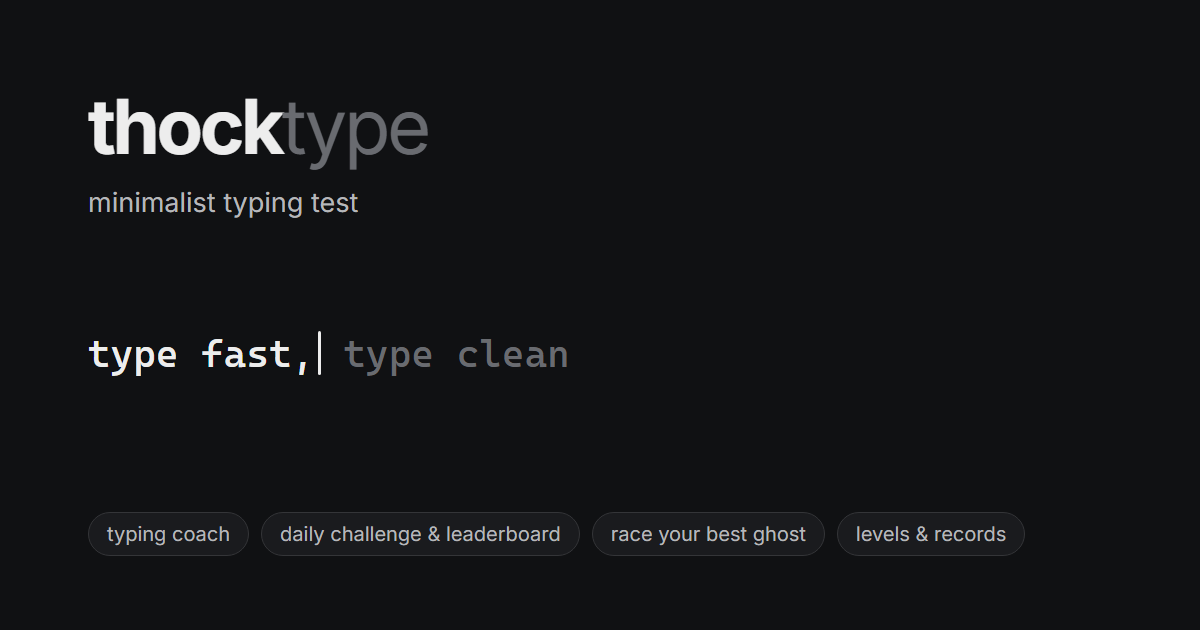 thocktype
minimalist typing test
type fast, type clean
typing coach
daily challenge & leaderboard
race your best ghost
levels & records